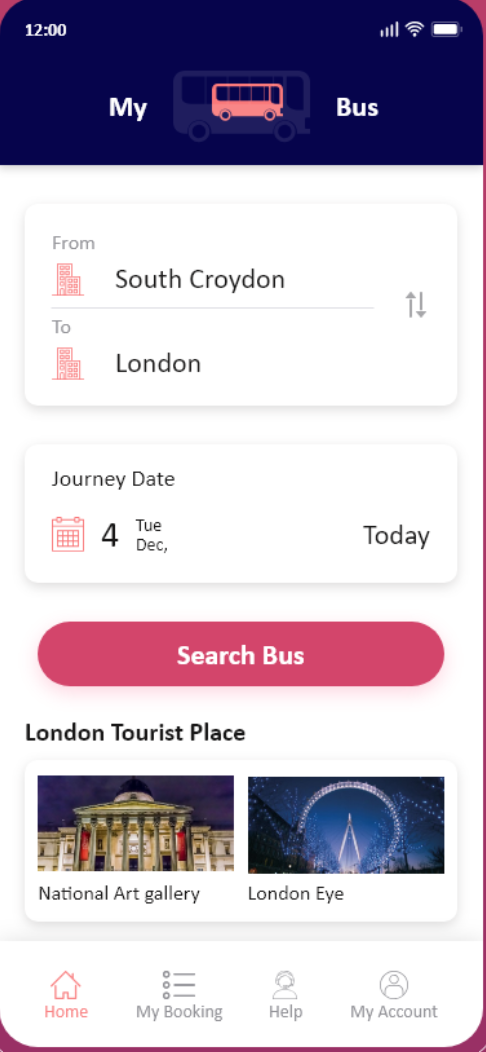 12:00
My Bus
From
South Croydon
To
London
Journey Date
4 Tue
Dec,
Today
Search Bus
London Tourist Place
National Art gallery London Eye
Home My Booking Help My Account